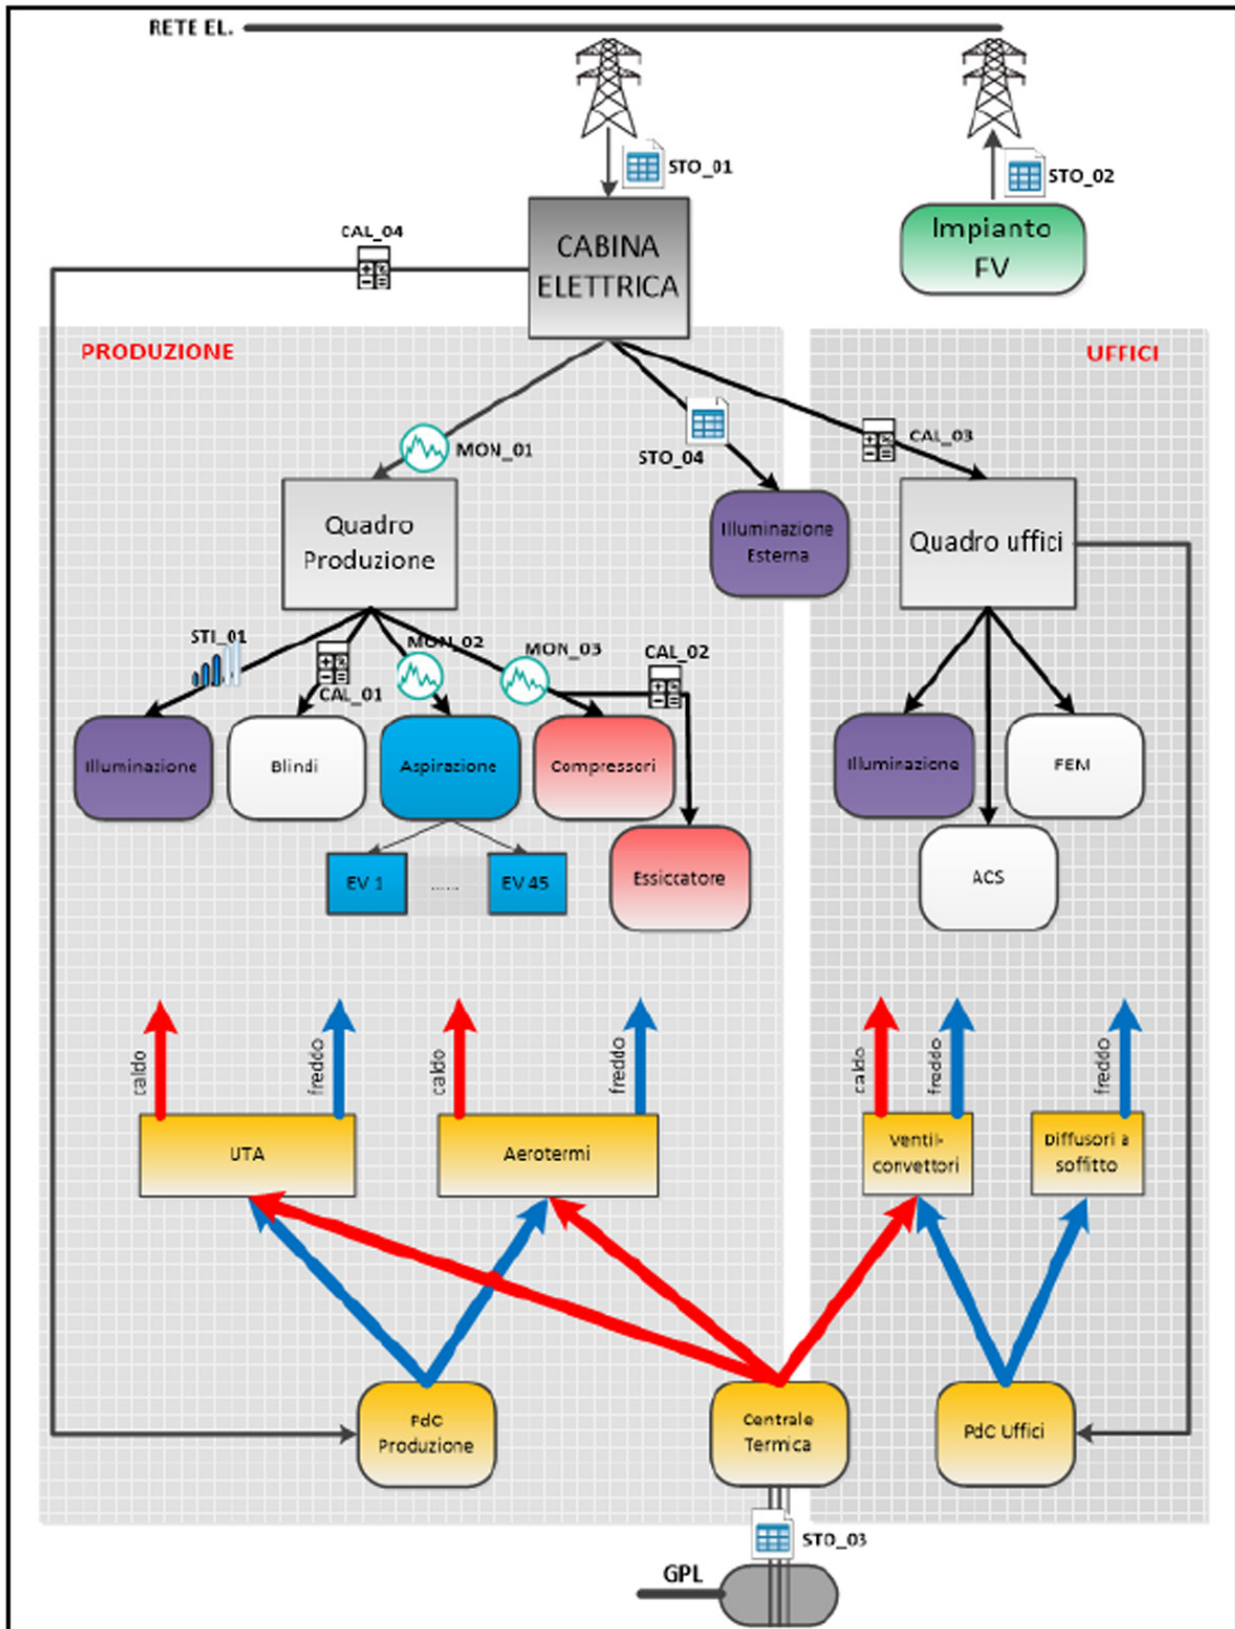 RETE EL.
STO_01
STO_02
Impianto
FV
CAL_04
CABINA
ELETTRICA
PRODUZIONE
UFFICI
MON_01
STO_04
CAL_03
Quadro
Produzione
Illuminazione
Esterna
Quadro uffici
STI_01
CAL_01
MON_02
MON_03
CAL_02
Illuminazione
Blindi
Aspirazione
Compressori
Illuminazione
FEM
EV 1
......
EV 45
Essiccatore
ACS
caldo
freddo
caldo
freddo
caldo
freddo
freddo
UTA
Aerotermi
Ventil-
convettori
Diffusori a
soffitto
PdC
Produzione
Centrale
Termica
PdC Uffici
STO_03
GPL